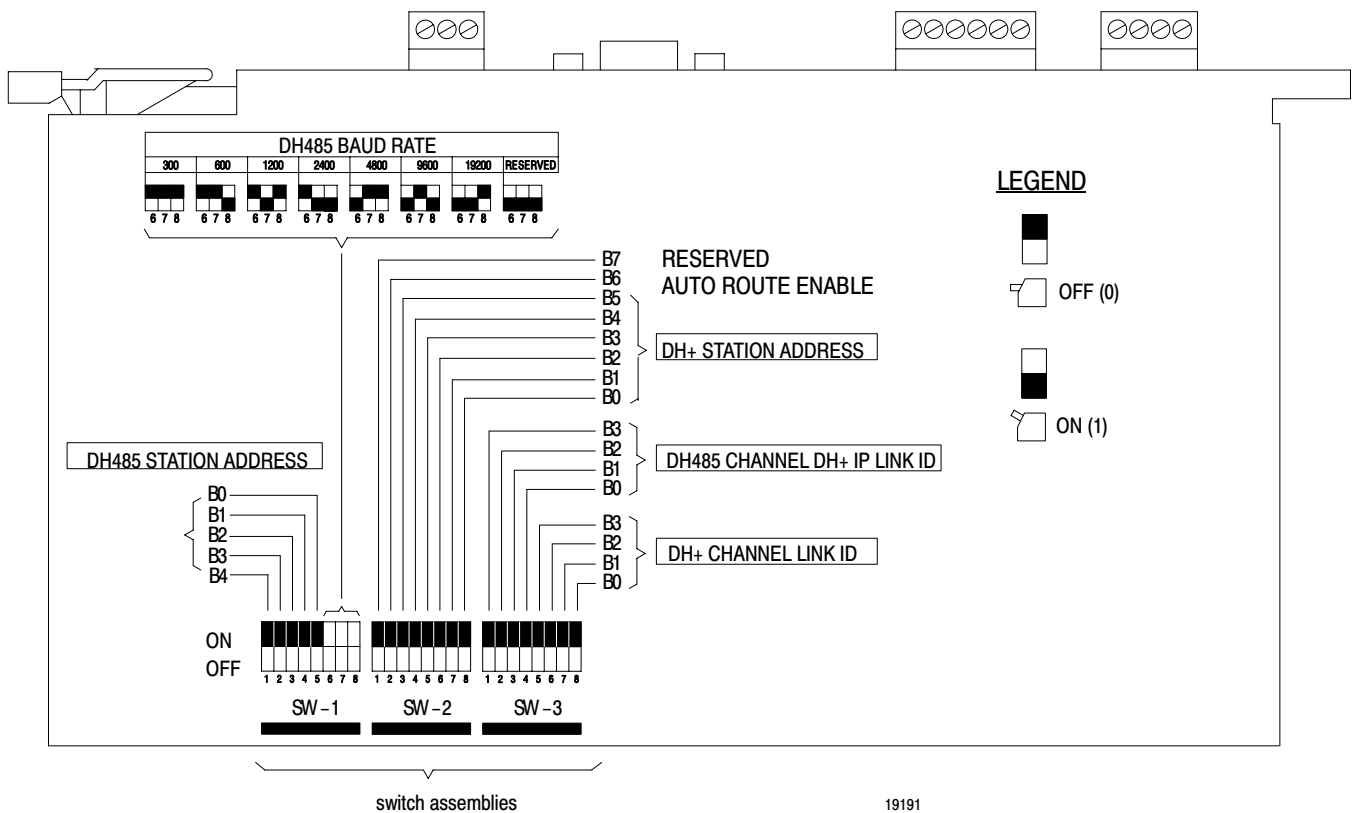 DH485 BAUD RATE
300 600 1200 2400 4800 9600 19200 RESERVED
6 7 8 6 7 8 6 7 8 6 7 8 6 7 8 6 7 8 6 7 8 6 7 8
LEGEND
OFF (0)
ON (1)
B7 RESERVED
B6 AUTO ROUTE ENABLE
B5
B4
B3
B2
B1
B0
DH+ STATION ADDRESS
B3
B2
B1
B0
DH485 CHANNEL DH+ IP LINK ID
B3
B2
B1
B0
DH+ CHANNEL LINK ID
DH485 STATION ADDRESS
B0
B1
B2
B3
B4
ON
OFF
1 2 3 4 5 6 7 8 1 2 3 4 5 6 7 8 1 2 3 4 5 6 7 8
SW-1 SW-2 SW-3
switch assemblies
19191